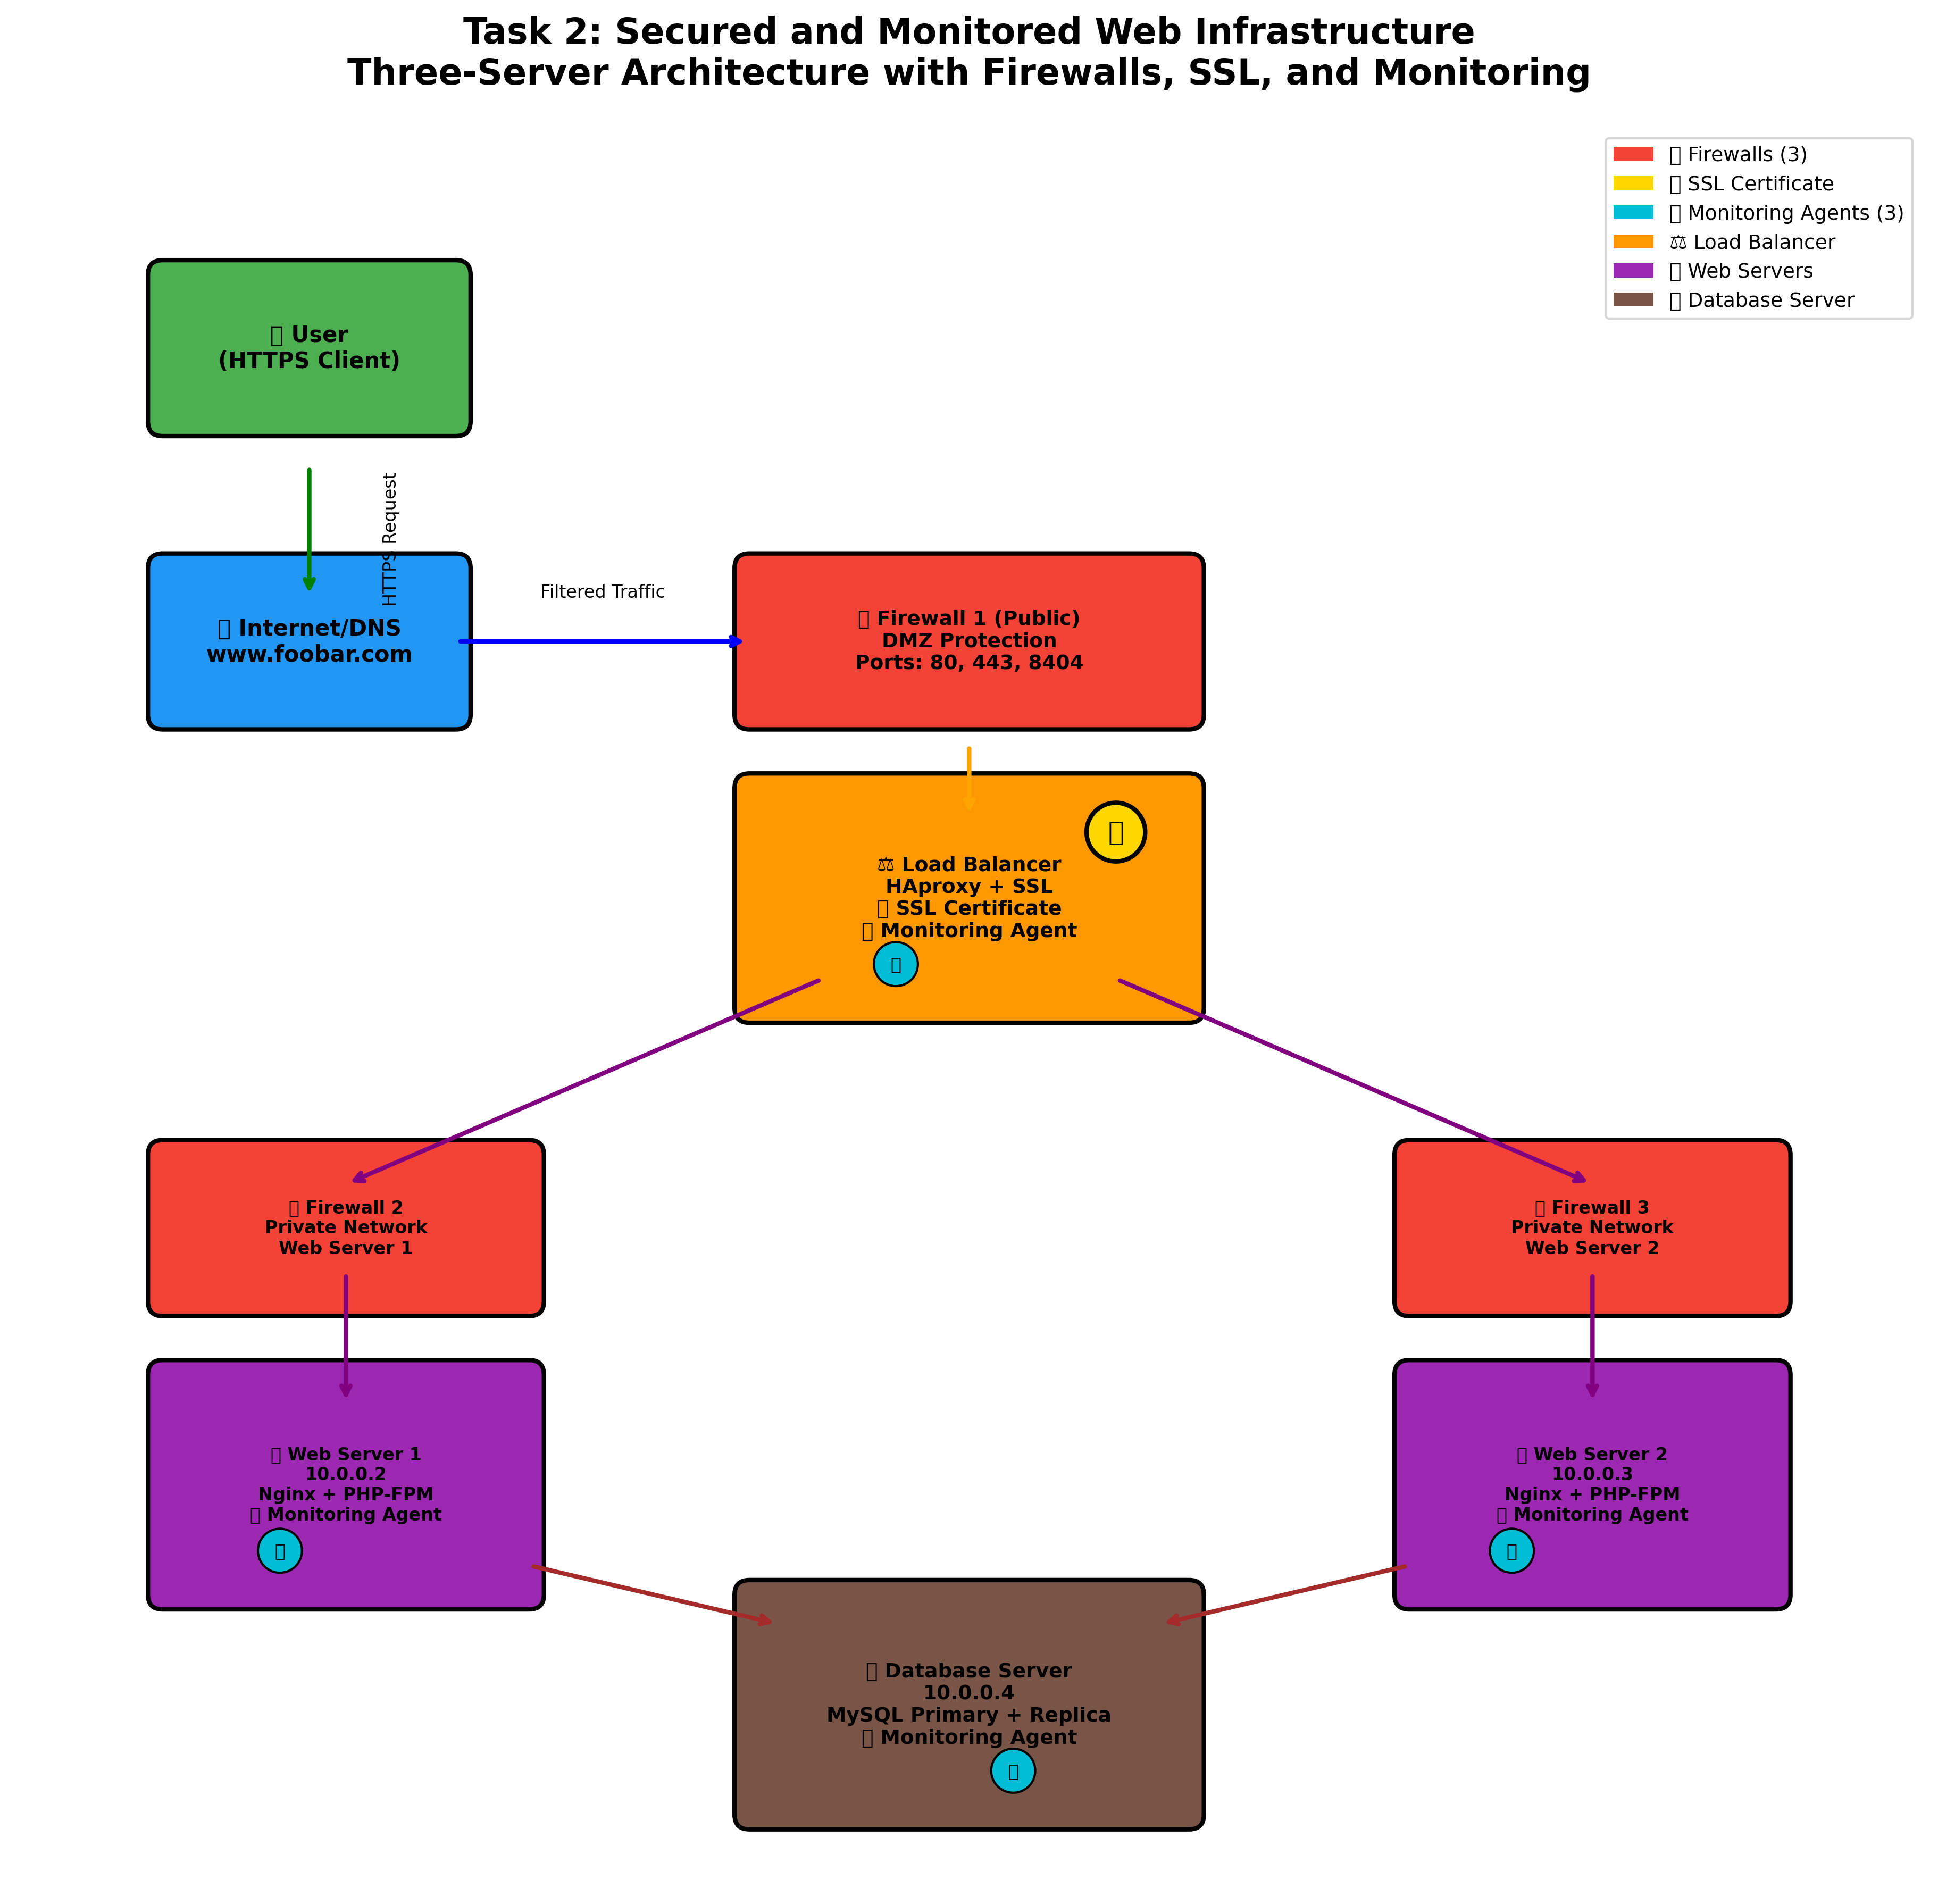 Task 2: Secured and Monitored Web Infrastructure
Three-Server Architecture with Firewalls, SSL, and Monitoring
Firewalls (3)
SSL Certificate
Monitoring Agents (3)
⚖ Load Balancer
Web Servers
Database Server
User
(HTTPS Client)
HTTPS Request
Internet/DNS
www.foobar.com
Filtered Traffic
Firewall 1 (Public)
DMZ Protection
Ports: 80, 443, 8404
⚖ Load Balancer
HAproxy + SSL
SSL Certificate
Monitoring Agent
Firewall 2
Private Network
Web Server 1
Firewall 3
Private Network
Web Server 2
Web Server 1
10.0.0.2
Nginx + PHP-FPM
Monitoring Agent
Web Server 2
10.0.0.3
Nginx + PHP-FPM
Monitoring Agent
Database Server
10.0.0.4
MySQL Primary + Replica
Monitoring Agent